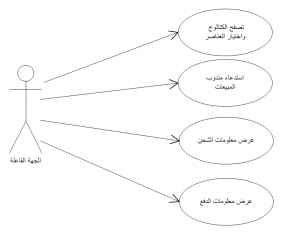 تصفح الكتالوج
واختيار العناصر
استدعاء مندوب
المبيعات
عرض معلومات الشحن
عرض معلومات الدفع
الجهة الفاعلة